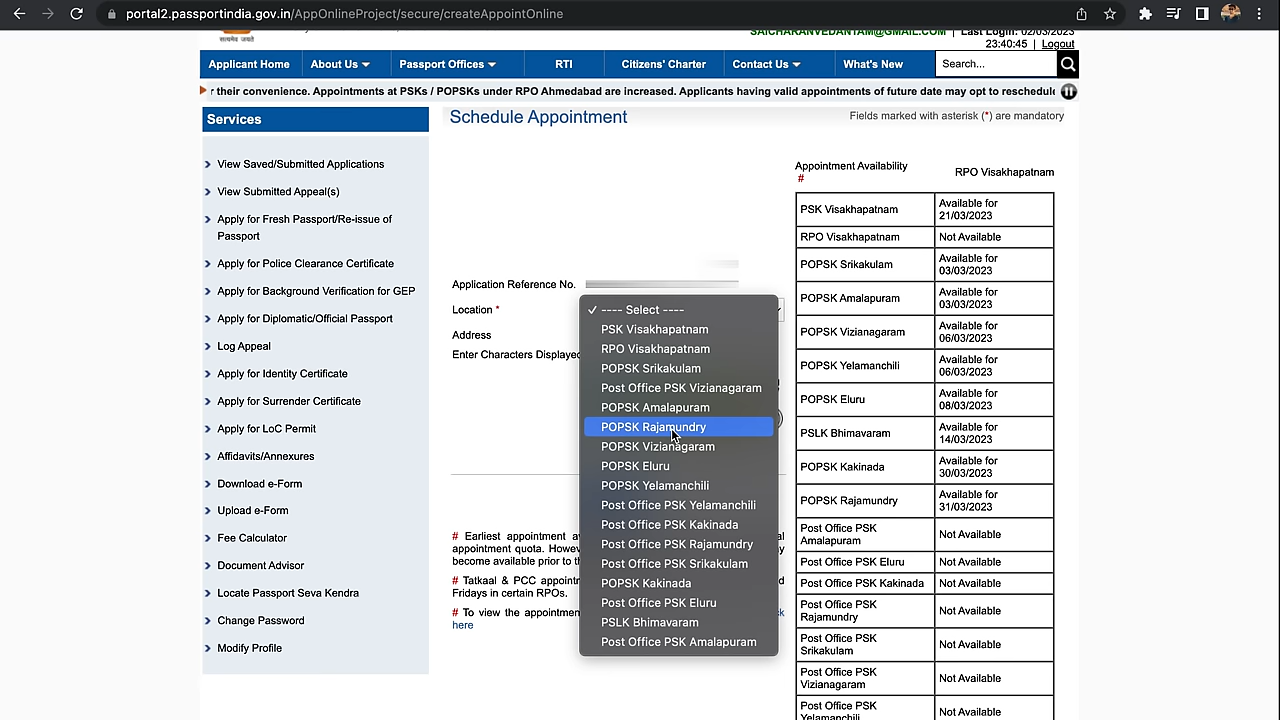 portal2.passportindia.gov.in/AppOnlineProject/secure/createAppointOnline
सत्यमेव जयते
SAICHARANVEDANTAM@GMAIL.COM | Last Login: 02/03/2023
23:40:45 | Logout
Applicant Home
About Us
Passport Offices
RTI
Citizens' Charter
Contact Us
What's New
Search...
r their convenience. Appointments at PSKs / POPSKs under RPO Ahmedabad are increased. Applicants having valid appointments of future date may opt to reschedule
Services
View Saved/Submitted Applications
View Submitted Appeal(s)
Apply for Fresh Passport/Re-issue of
Passport
Apply for Police Clearance Certificate
Apply for Background Verification for GEP
Apply for Diplomatic/Official Passport
Log Appeal
Apply for Identity Certificate
Apply for Surrender Certificate
Apply for LoC Permit
Affidavits/Annexures
Download e-Form
Upload e-Form
Fee Calculator
Document Advisor
Locate Passport Seva Kendra
Change Password
Modify Profile
Schedule Appointment
Fields marked with asterisk (*) are mandatory
Application Reference No.
Location *
Address
Enter Characters Displayed
✓ ---- Select ----
PSK Visakhapatnam
RPO Visakhapatnam
POPSK Srikakulam
Post Office PSK Vizianagaram
POPSK Amalapuram
POPSK Rajamundry
POPSK Vizianagaram
POPSK Eluru
POPSK Yelamanchili
Post Office PSK Yelamanchili
Post Office PSK Kakinada
Post Office PSK Rajamundry
Post Office PSK Srikakulam
POPSK Kakinada
Post Office PSK Eluru
PSLK Bhimavaram
Post Office PSK Amalapuram
# Earliest appointment
appointment quota.
become available prior to
# Tatkaal & PCC
Fridays in certain RPOs.
# To view the
here
Appointment Availability
#
RPO Visakhapatnam
PSK Visakhapatnam Available for
21/03/2023
RPO Visakhapatnam Not Available
POPSK Srikakulam Available for
03/03/2023
POPSK Amalapuram Available for
03/03/2023
POPSK Vizianagaram Available for
06/03/2023
POPSK Yelamanchili Available for
06/03/2023
POPSK Eluru Available for
08/03/2023
PSLK Bhimavaram Available for
14/03/2023
POPSK Kakinada Available for
30/03/2023
POPSK Rajamundry Available for
31/03/2023
Post Office PSK
Amalapuram Not Available
Post Office PSK Eluru Not Available
Post Office PSK Kakinada Not Available
Post Office PSK
Rajamundry Not Available
Post Office PSK
Srikakulam Not Available
Post Office PSK
Vizianagaram Not Available
Post Office PSK
Yelamanchili Not Available